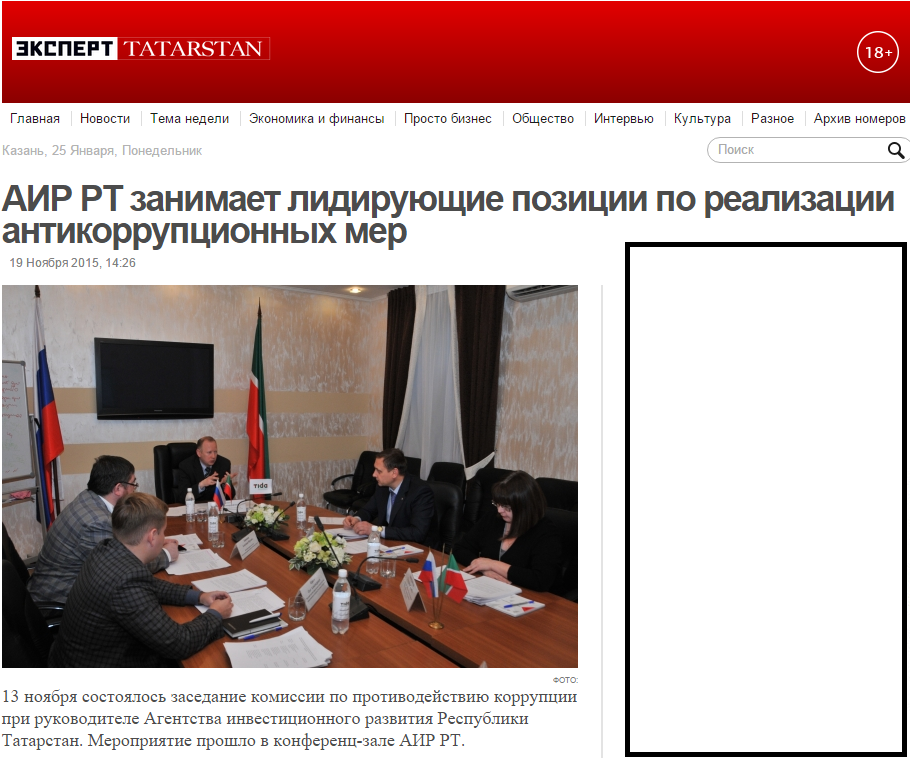 ЭКСПЕРТ TATARSTAN
18+
Главная Новости Тема недели Экономика и финансы Просто бизнес Общество Интервью Культура Разное Архив номеров
Казань, 25 Января, Понедельник
Поиск
АИР РТ занимает лидирующие позиции по реализации
антикоррупционных мер
19 Ноября 2015, 14:26
TIDA
ФОТО:
13 ноября состоялось заседание комиссии по противодействию коррупции
при руководителе Агентства инвестиционного развития Республики
Татарстан. Мероприятие прошло в конференц-зале АИР РТ.